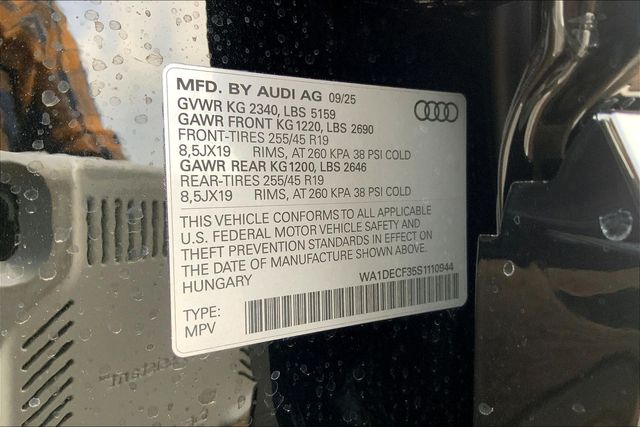 MFD. BY AUDI AG 09/25
GVWR KG 2340, LBS 5159
GAWR FRONT KG 1220, LBS 2690
FRONT-TIRES 255/45 R19
8,5JX19 RIMS, AT 260 KPA 38 PSI COLD
GAWR REAR KG1200, LBS 2646
REAR-TIRES 255/45 R19
8,5JX19 RIMS, AT 260 KPA 38 PSI COLD
THIS VEHICLE CONFORMS TO ALL APPLICABLE
U.S. FEDERAL MOTOR VEHICLE SAFETY AND
THEFT PREVENTION STANDARDS IN EFFECT ON
THE DATE OF MANUFACTURE SHOWN ABOVE.
HUNGARY
WA1DECF35S1110944
TYPE:
MPV